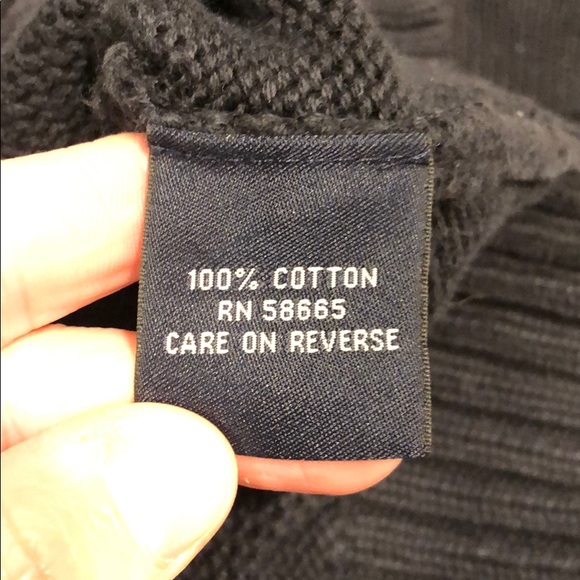 100% COTTON
RN 58665
CARE ON REVERSE